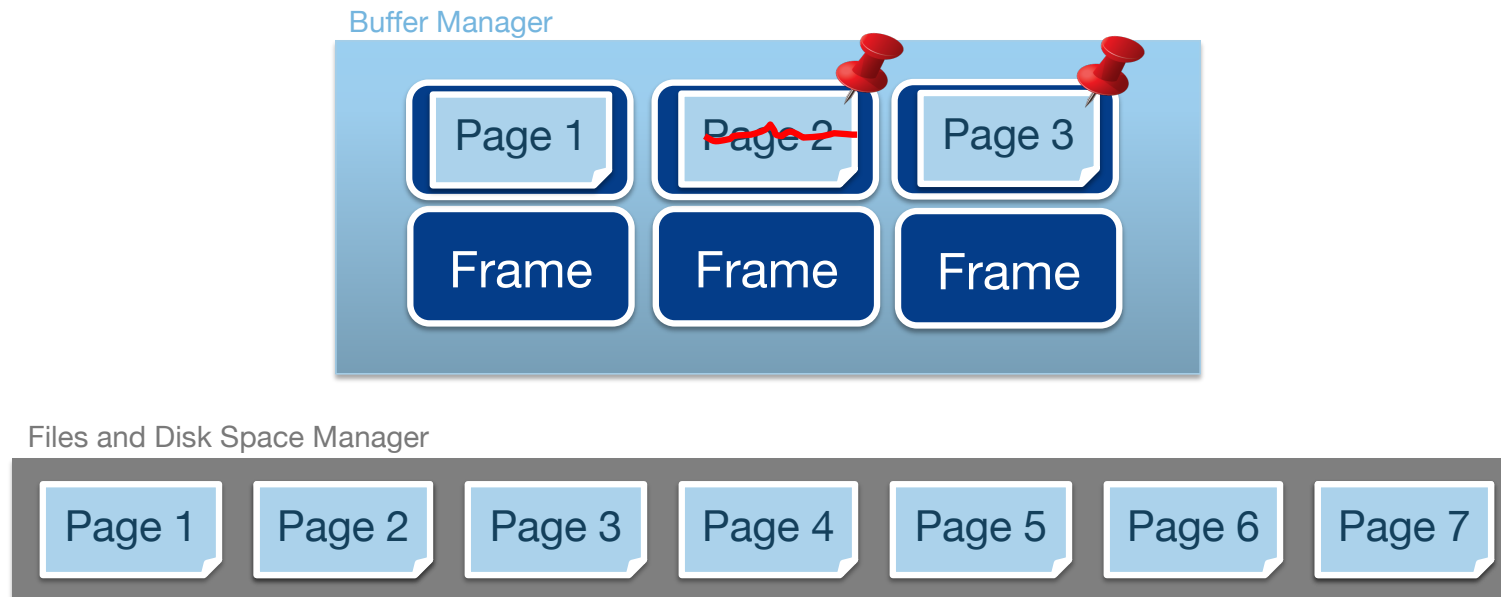 Buffer Manager
Page 1 Page 2 Page 3
Frame Frame Frame
Files and Disk Space Manager
Page 1 Page 2 Page 3 Page 4 Page 5 Page 6 Page 7